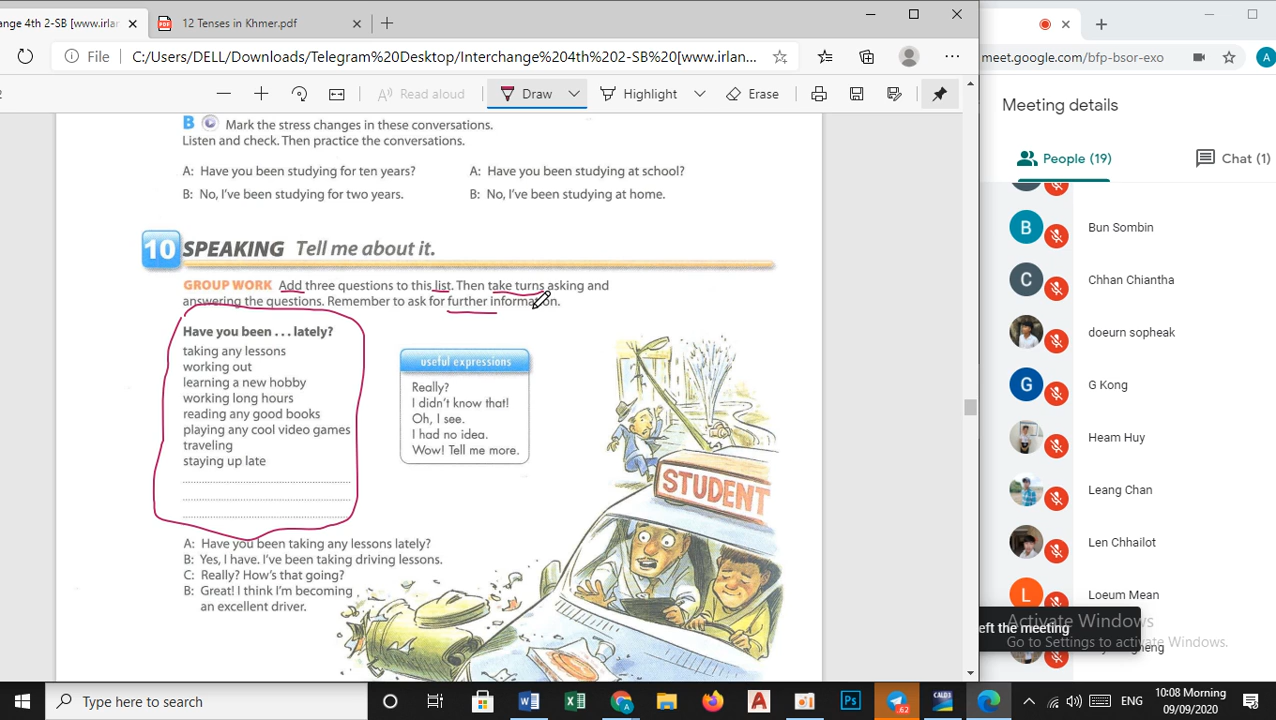 ange 4th 2-SB [www.irlan
12 Tenses in Khmer.pdf
File
C:/Users/DELL/Downloads/Telegram%20Desktop/Interchange%204th%202-SB%20[www.irlan...
meet.google.com/bfp-bsor-exo
A
2
Read aloud
Draw
Highlight
Erase
Meeting details
People (19)
Chat (1)
B Mark the stress changes in these conversations.
Listen and check. Then practice the conversations.
A: Have you been studying for ten years?
B: No, I've been studying for two years.
A: Have you been studying at school?
B: No, I've been studying at home.
10 SPEAKING Tell me about it.
GROUP WORK Add three questions to this list. Then take turns asking and
answering the questions. Remember to ask for further information.
Have you been . . . lately?
taking any lessons
working out
learning a new hobby
working long hours
reading any good books
playing any cool video games
traveling
staying up late
useful expressions
Really?
I didn't know that!
Oh, I see.
I had no idea.
Wow! Tell me more.
STUDENT
A: Have you been taking any lessons lately?
B: Yes, I have. I've been taking driving lessons.
C: Really? How's that going?
B: Great! I think I'm becoming
an excellent driver.
B Bun Sombin
C Chhan Chiantha
doeurn sopheak
G G Kong
Heam Huy
Leang Chan
Len Chhailot
L Loeum Mean
eft the meeting
Activate Windows
Go to Settings to activate Windows.
Type here to search
62
CALD3
A
Ps
ENG
10:08 Morning
09/09/2020